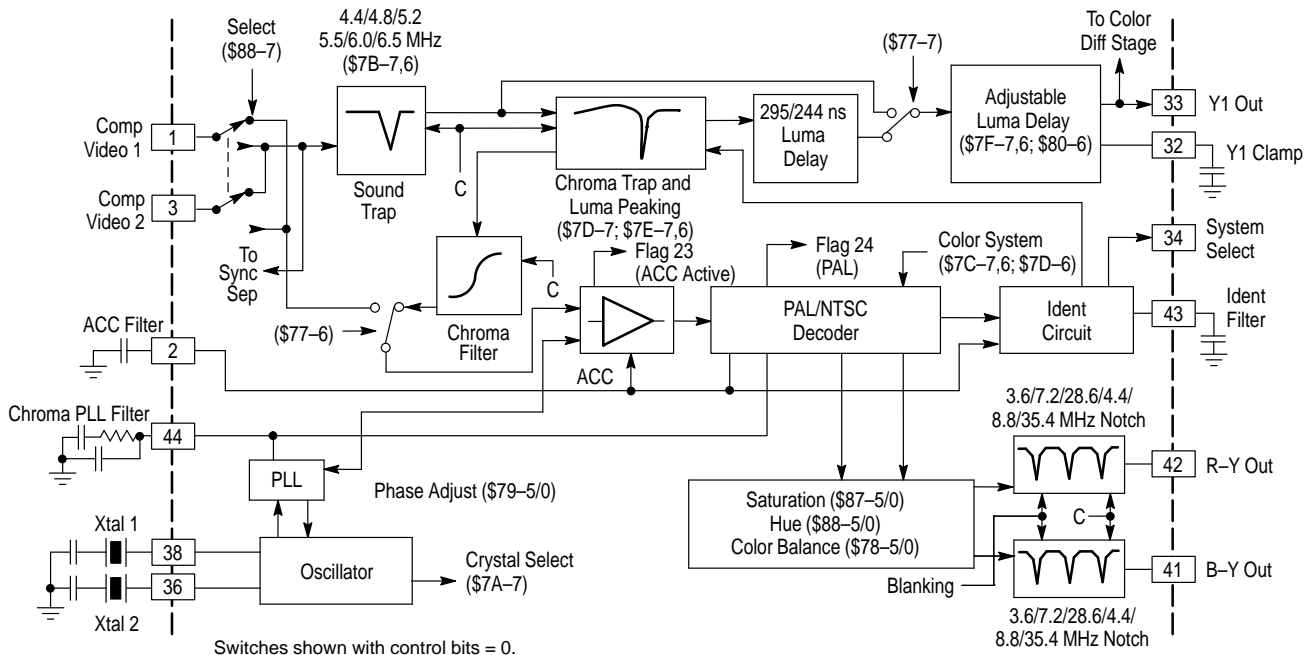 Select
($88–7)
4.4/4.8/5.2
5.5/6.0/6.5 MHz
($7B–7,6)
($77–7)
To Color
Diff Stage
Comp
Video 1
1
Comp
Video 2
3
Sound
Trap
C
Chroma Trap and
Luma Peaking
($7D–7; $7E–7,6)
295/244 ns
Luma
Delay
Adjustable
Luma Delay
($7F–7,6; $80–6)
33
Y1 Out
32
Y1 Clamp
To
Sync
Sep
($77–6)
Chroma
Filter
C
Flag 23
(ACC Active)
Flag 24
(PAL)
Color System
($7C–7,6; $7D–6)
34
System
Select
PAL/NTSC
Decoder
Ident
Circuit
43
Ident
Filter
ACC Filter
2
ACC
Chroma PLL Filter
44
PLL
Phase Adjust ($79–5/0)
3.6/7.2/28.6/4.4/
8.8/35.4 MHz Notch
42
R–Y Out
Saturation ($87–5/0)
Hue ($88–5/0)
Color Balance ($78–5/0)
C
Blanking
41
B–Y Out
3.6/7.2/28.6/4.4/
8.8/35.4 MHz Notch
Xtal 1
38
36
Xtal 2
Oscillator
Crystal Select
($7A–7)
Switches shown with control bits = 0.